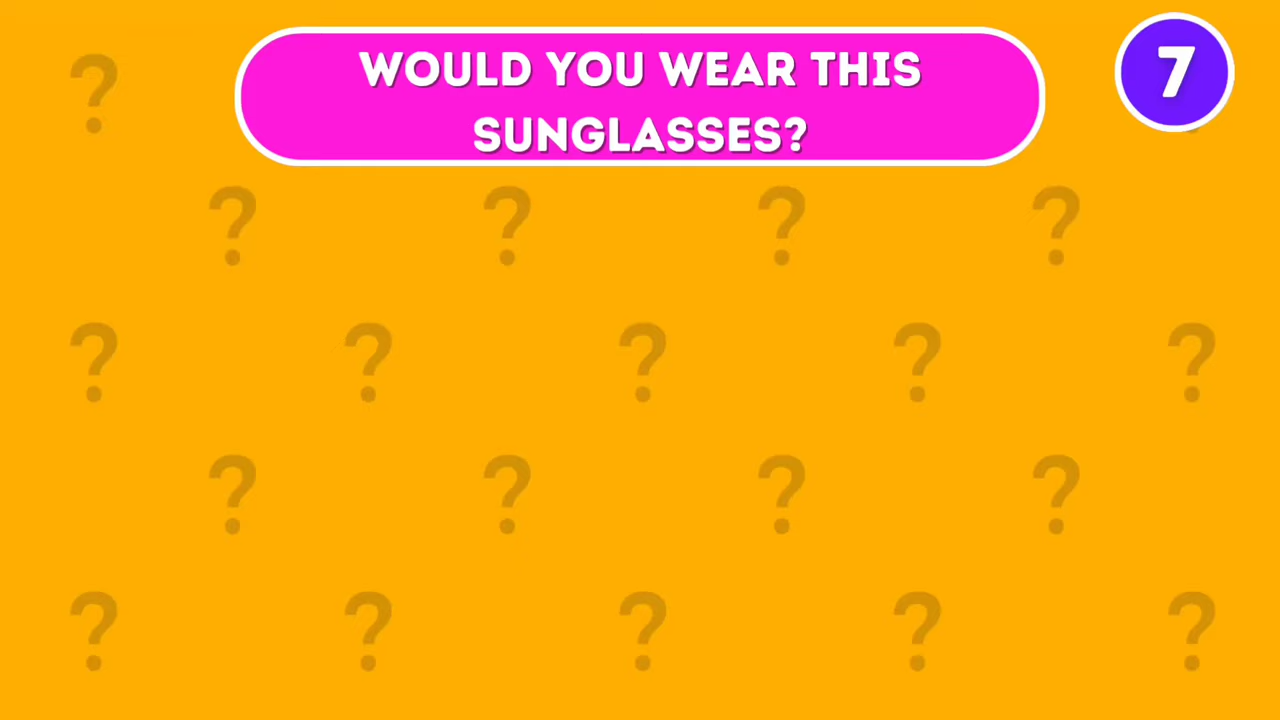 WOULD YOU WEAR THIS
SUNGLASSES?
7
? 
? ? ? ?
? ? ? ? ?
? ? ? ?
? ? ? ? ?